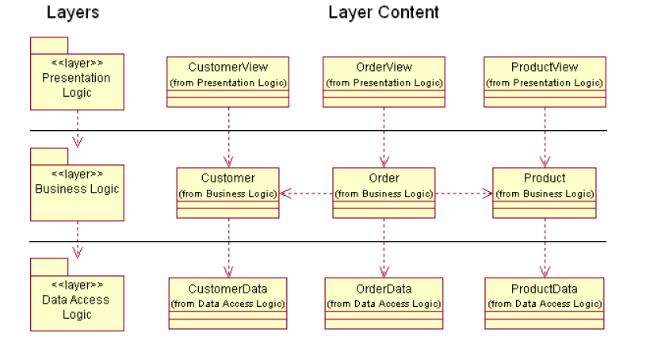 Layers
Layer Content
<<layer>>
Presentation
Logic
CustomerView
(from Presentation Logic)
OrderView
(from Presentation Logic)
ProductView
(from Presentation Logic)
<<layer>>
Business Logic
Customer
(from Business Logic)
Order
(from Business Logic)
Product
(from Business Logic)
<<layer>>
Data Access
Logic
CustomerData
(from Data Access Logic)
OrderData
(from Data Access Logic)
ProductData
(from Data Access Logic)